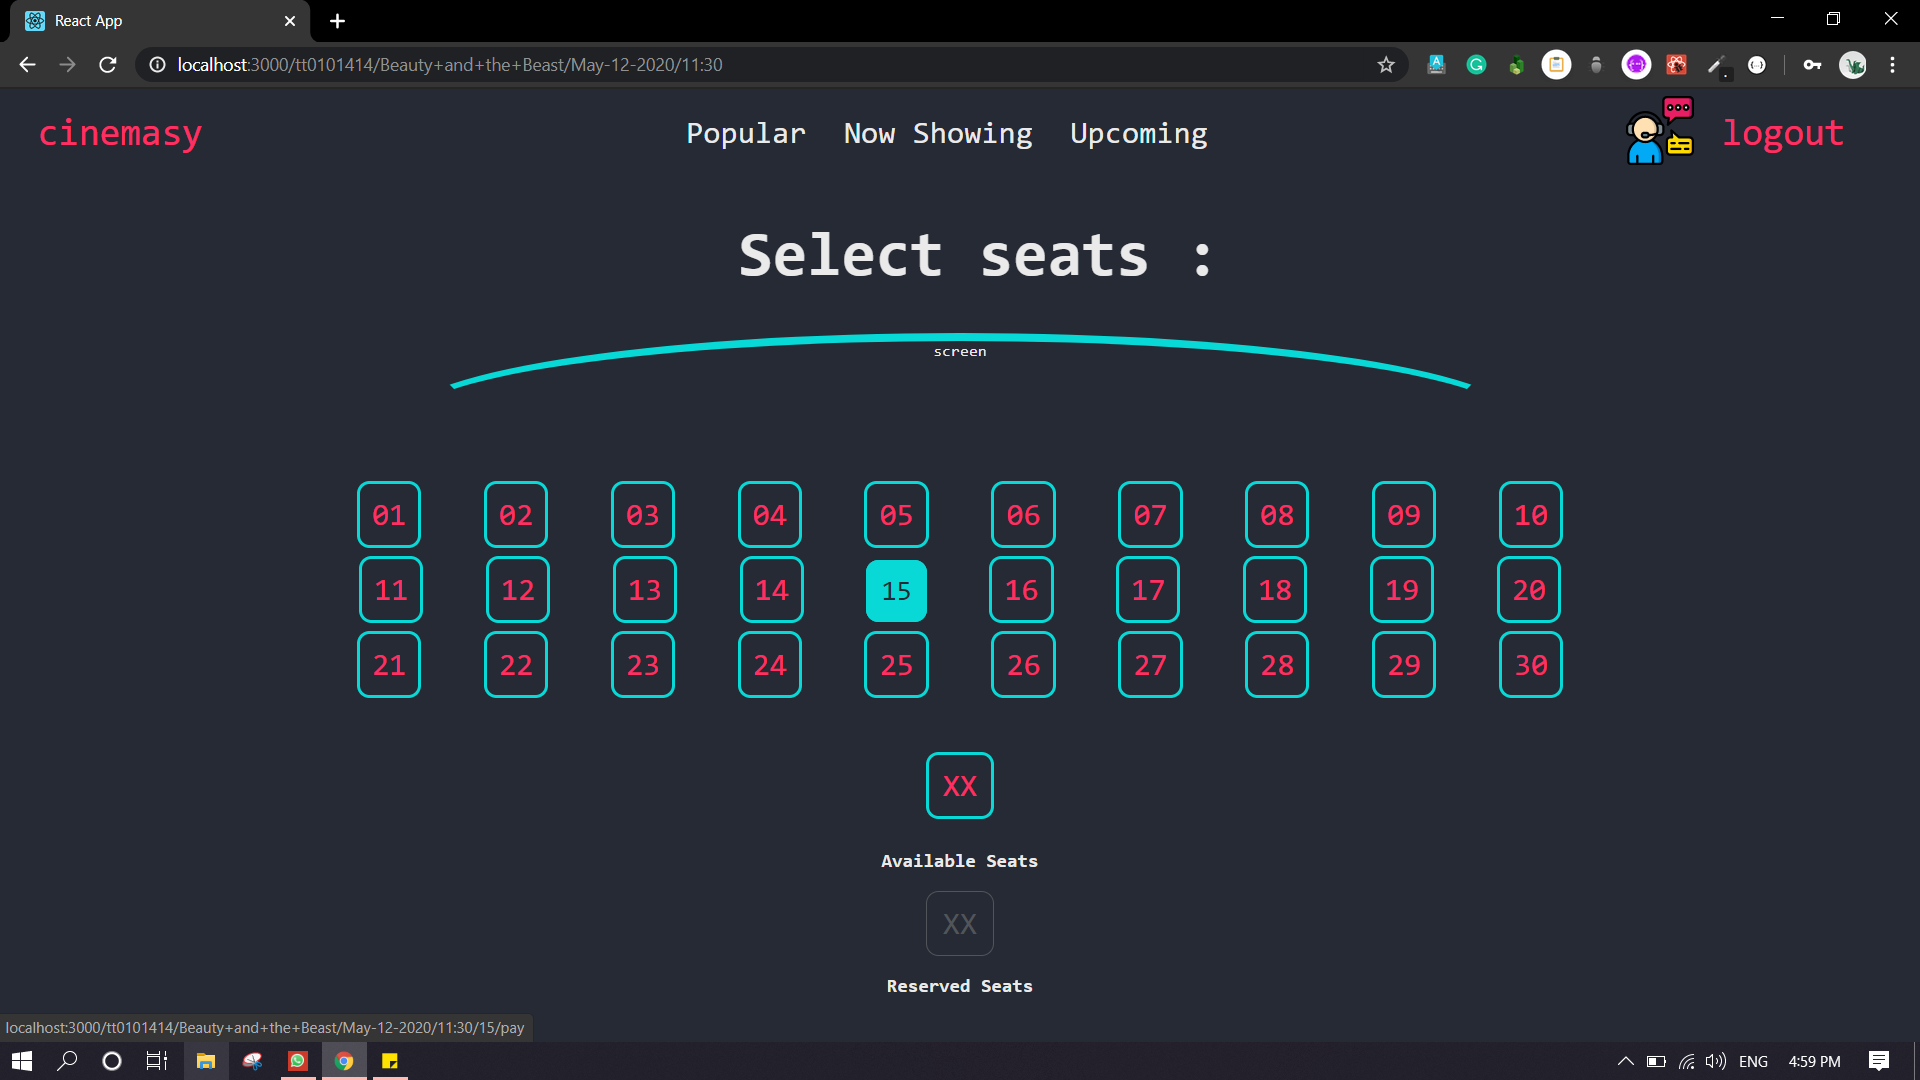 React App
localhost:3000/tt0101414/Beauty+and+the+Beast/May-12-2020/11:30
cinemasy Popular Now Showing Upcoming logout
Select seats :
screen
01 02 03 04 05 06 07 08 09 10
11 12 13 14 15 16 17 18 19 20
21 22 23 24 25 26 27 28 29 30
XX
Available Seats
XX
Reserved Seats
localhost:3000/tt0101414/Beauty+and+the+Beast/May-12-2020/11:30/15/pay
ENG 4:59 PM